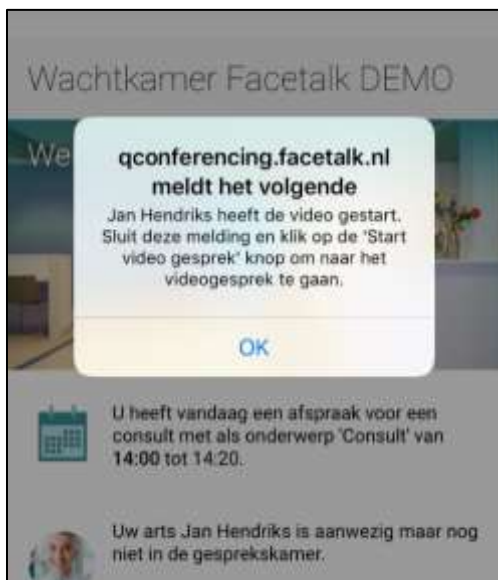 Wachtkamer Facetalk DEMO
We
qconferencing.facetalk.nl
meldt het volgende
Jan Hendriks heeft de video gestart.
Sluit deze melding en klik op de 'Start
video gesprek' knop om naar het
videogesprek te gaan.
OK
U heeft vandaag een afspraak voor een
consult met als onderwerp 'Consult' van
14:00 tot 14:20.
Uw arts Jan Hendriks is aanwezig maar nog
niet in de gesprekskamer.